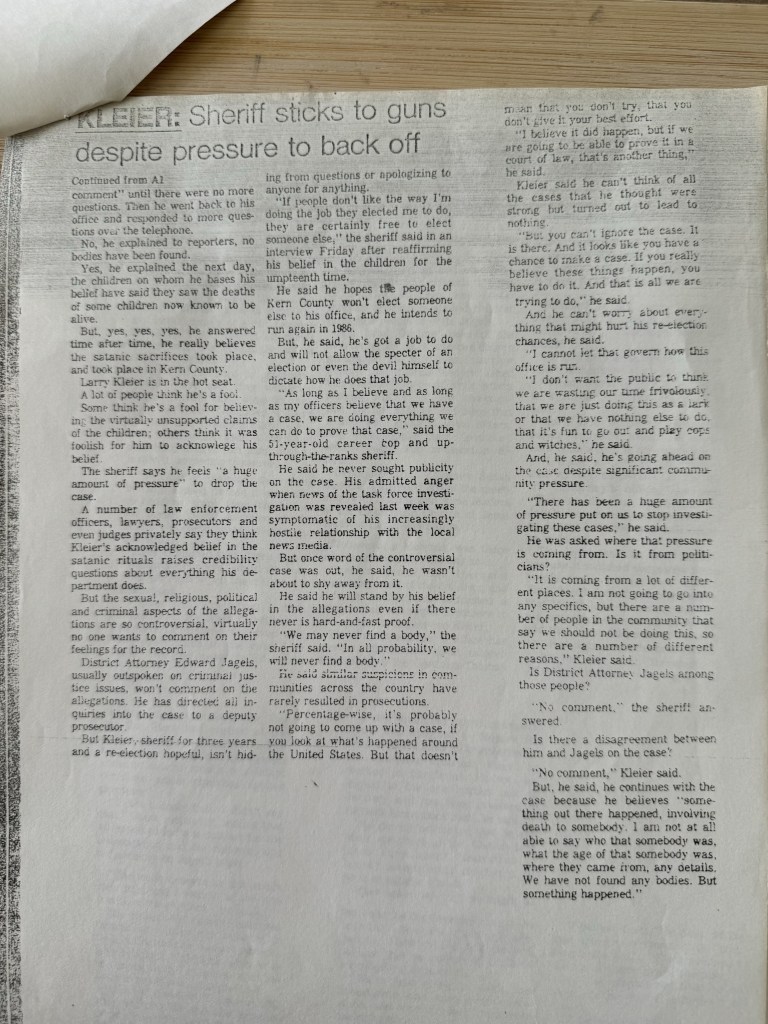 KLEIER: Sheriff sticks to guns
despite pressure to back off
Continued from A1
comment" until there were no more
questions. Then he went back to his
office and responded to more ques-
tions over the telephone.
No, he explained to reporters, no
bodies have been found.
Yes, he explained the next day,
the children on whom he bases his
belief have said they saw the deaths
of some children now known to be
alive.
But, yes, yes, yes, he answered
time after time, he really believes
the satanic sacrifices took place,
and took place in Kern County.
Larry Kleier is in the hot seat.
A lot of people think he's a fool.
Some think he's a fool for believ-
ing the virtually unsupported claims
of the children; others think it was
foolish for him to acknowlege his
belief.
The sheriff says he feels "a huge
amount of pressure" to drop the
case.
A number of law enforcement
officers, lawyers, prosecutors and
even judges privately say they think
Kleier's acknowledged belief in the
satanic rituals raises credibility
questions about everything his de-
partment does.
But the sexual, religious, political
and criminal aspects of the allega-
tions are so controversial, virtually
no one wants to comment on their
feelings for the record.
District Attorney Edward Jagels,
usually outspoken on criminal jus-
tice issues, won't comment on the
allegations. He has directed all in-
quiries into the case to a deputy
prosecutor.
But Kleier, sheriff for three years
and a re-election hopeful, isn't hid-
ing from questions or apologizing to
anyone for anything.
"If people don't like the way I'm
doing the job they elected me to do,
they are certainly free to elect
someone else," the sheriff said in an
interview Friday after reaffirming
his belief in the children for the
umpteenth time.
He said he hopes the people of
Kern County won't elect someone
else to his office, and he intends to
run again in 1986.
But, he said, he's got a job to do
and will not allow the specter of an
election or even the devil himself to
dictate how he does that job.
"As long as I believe and as long
as my officers believe that we have
a case, we are doing everything we
can do to prove that case," said the
51-year-old career cop and up-
through-the-ranks sheriff.
He said he never sought publicity
on the case. His admitted anger
when news of the task force investi-
gation was revealed last week was
symptomatic of his increasingly
hostile relationship with the local
news media.
But once word of the controversial
case was out, he said, he wasn't
about to shy away from it.
He said he will stand by his belief
in the allegations even if there
never is hard-and-fast proof.
"We may never find a body," the
sheriff said. "In all probability, we
will never find a body."
He said similar suspicions in com-
munities across the country have
rarely resulted in prosecutions.
"Percentage-wise, it's probably
not going to come up with a case, if
you look at what's happened around
the United States. But that doesn't
mean that you don't try, that you
don't give it your best effort.
"I believe it did happen, but if we
are going to be able to prove it in a
court of law, that's another thing,"
he said.
Kleier said he can't think of all
the cases that he thought were
strong but turned out to lead to
nothing.
"But you can't ignore the case. It
is there. And it looks like you have a
chance to make a case. If you really
believe these things happen, you
have to do it. And that is all we are
trying to do," he said.
And he can't worry about every-
thing that might hurt his re-election
chances, he said.
"I cannot let that govern how this
office is run.
"I don't want the public to think
we are wasting our time frivolously,
that we are just doing this as a lark
or that we have nothing else to do,
that it's fun to go out and play cops
and witches," he said.
And, he said, he's going ahead on
the case despite significant commu-
nity pressure.
"There has been a huge amount
of pressure put on us to stop investi-
gating these cases," he said.
He was asked where that pressure
is coming from. Is it from politi-
cians?
"It is coming from a lot of differ-
ent places. I am not going to go into
any specifics, but there are a num-
ber of people in the community that
say we should not be doing this, so
there are a number of different
reasons," Kleier said.
Is District Attorney Jagels among
those people?
"No comment," the sheriff an-
swered.
Is there a disagreement between
him and Jagels on the case?
"No comment," Kleier said.
But, he said, he continues with the
case because he believes "some-
thing out there happened, involving
death to somebody. I am not at all
able to say who that somebody was,
what the age of that somebody was,
where they came from, any details.
We have not found any bodies. But
something happened."